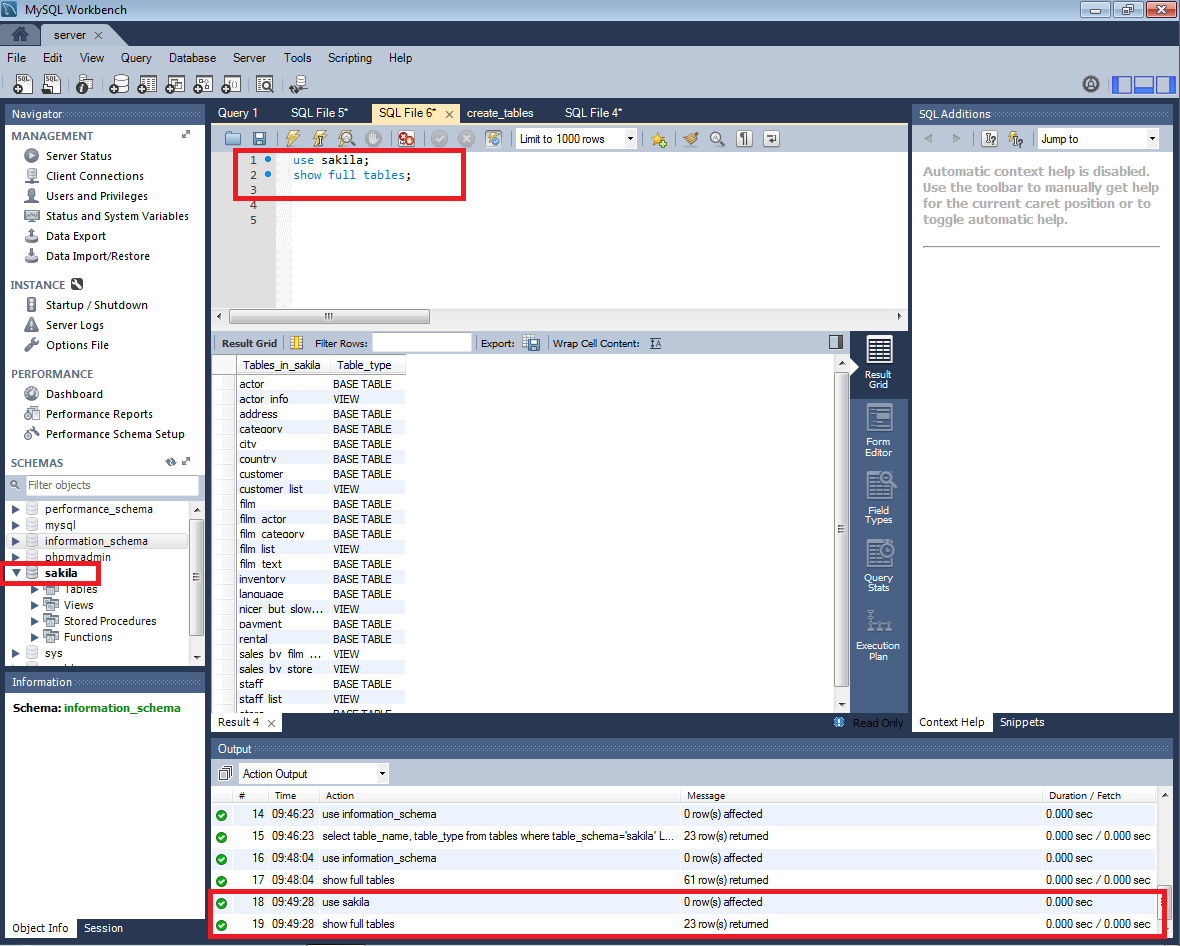 MySQL Workbench
server
File Edit View Query Database Server Tools Scripting Help
Navigator
MANAGEMENT
Server Status
Client Connections
Users and Privileges
Status and System Variables
Data Export
Data Import/Restore
INSTANCE
Startup / Shutdown
Server Logs
Options File
PERFORMANCE
Dashboard
Performance Reports
Performance Schema Setup
SCHEMAS
Filter objects
performance_schema
mysql
information_schema
phpmyadmin
sakila
Tables
Views
Stored Procedures
Functions
sys
Information
Schema: information_schema
Object Info Session
Query 1 SQL File 5* SQL File 6* create_tables SQL File 4*
Limit to 1000 rows
1 use sakila;
2 show full tables;
3
4
5
Result Grid Filter Rows: Export: Wrap Cell Content:
Tables_in_sakila Table_type
actor BASE TABLE
actor_info VIEW
address BASE TABLE
category BASE TABLE
city BASE TABLE
country BASE TABLE
customer BASE TABLE
customer_list VIEW
film BASE TABLE
film_actor BASE TABLE
film_category BASE TABLE
film_list VIEW
film_text BASE TABLE
inventory BASE TABLE
language BASE TABLE
nicer_but_slow... VIEW
payment BASE TABLE
rental BASE TABLE
sales_by_film_... VIEW
sales_by_store VIEW
staff BASE TABLE
staff_list VIEW
store BASE TABLE
Result Grid
Form Editor
Field Types
Query Stats
Execution Plan
Result 4
Read Only
SQL Additions
Jump to
Automatic context help is disabled.
Use the toolbar to manually get help
for the current caret position or to
toggle automatic help.
Context Help Snippets
Output
Action Output
# Time Action Message Duration / Fetch
14 09:46:23 use information_schema 0 row(s) affected 0.000 sec
15 09:46:23 select table_name, table_type from tables where table_schema='sakila' L... 23 row(s) returned 0.000 sec / 0.000 sec
16 09:48:04 use information_schema 0 row(s) affected 0.000 sec
17 09:48:04 show full tables 61 row(s) returned 0.000 sec / 0.000 sec
18 09:49:28 use sakila 0 row(s) affected 0.000 sec
19 09:49:28 show full tables 23 row(s) returned 0.000 sec / 0.000 sec